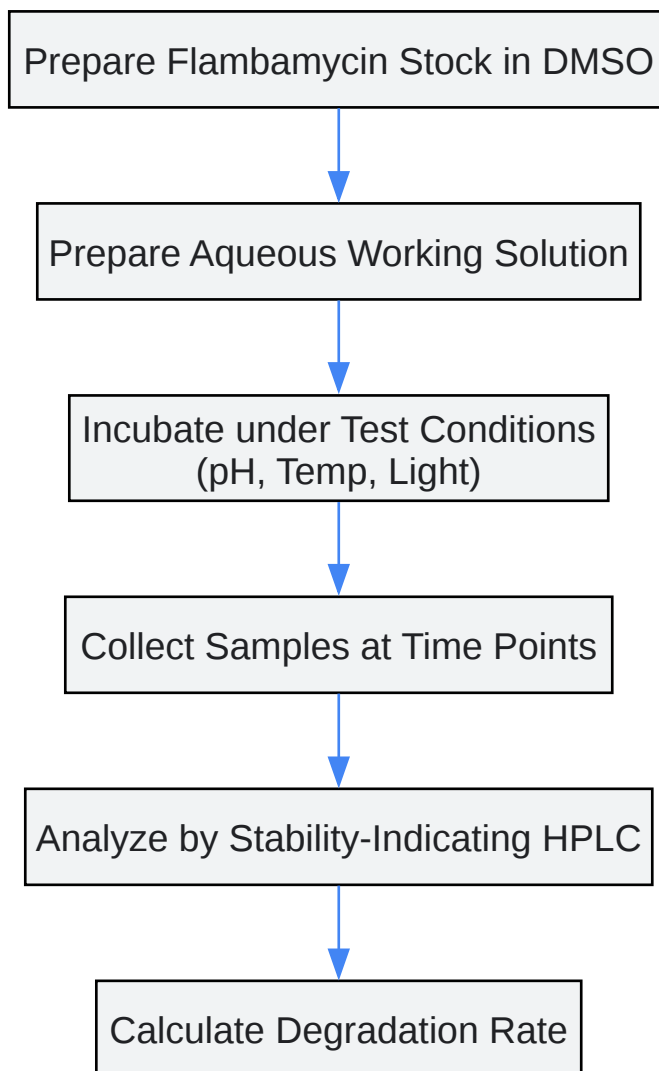 Prepare Flambamycin Stock in DMSO
Prepare Aqueous Working Solution
Incubate under Test Conditions
(pH, Temp, Light)
Collect Samples at Time Points
Analyze by Stability-Indicating HPLC
Calculate Degradation Rate